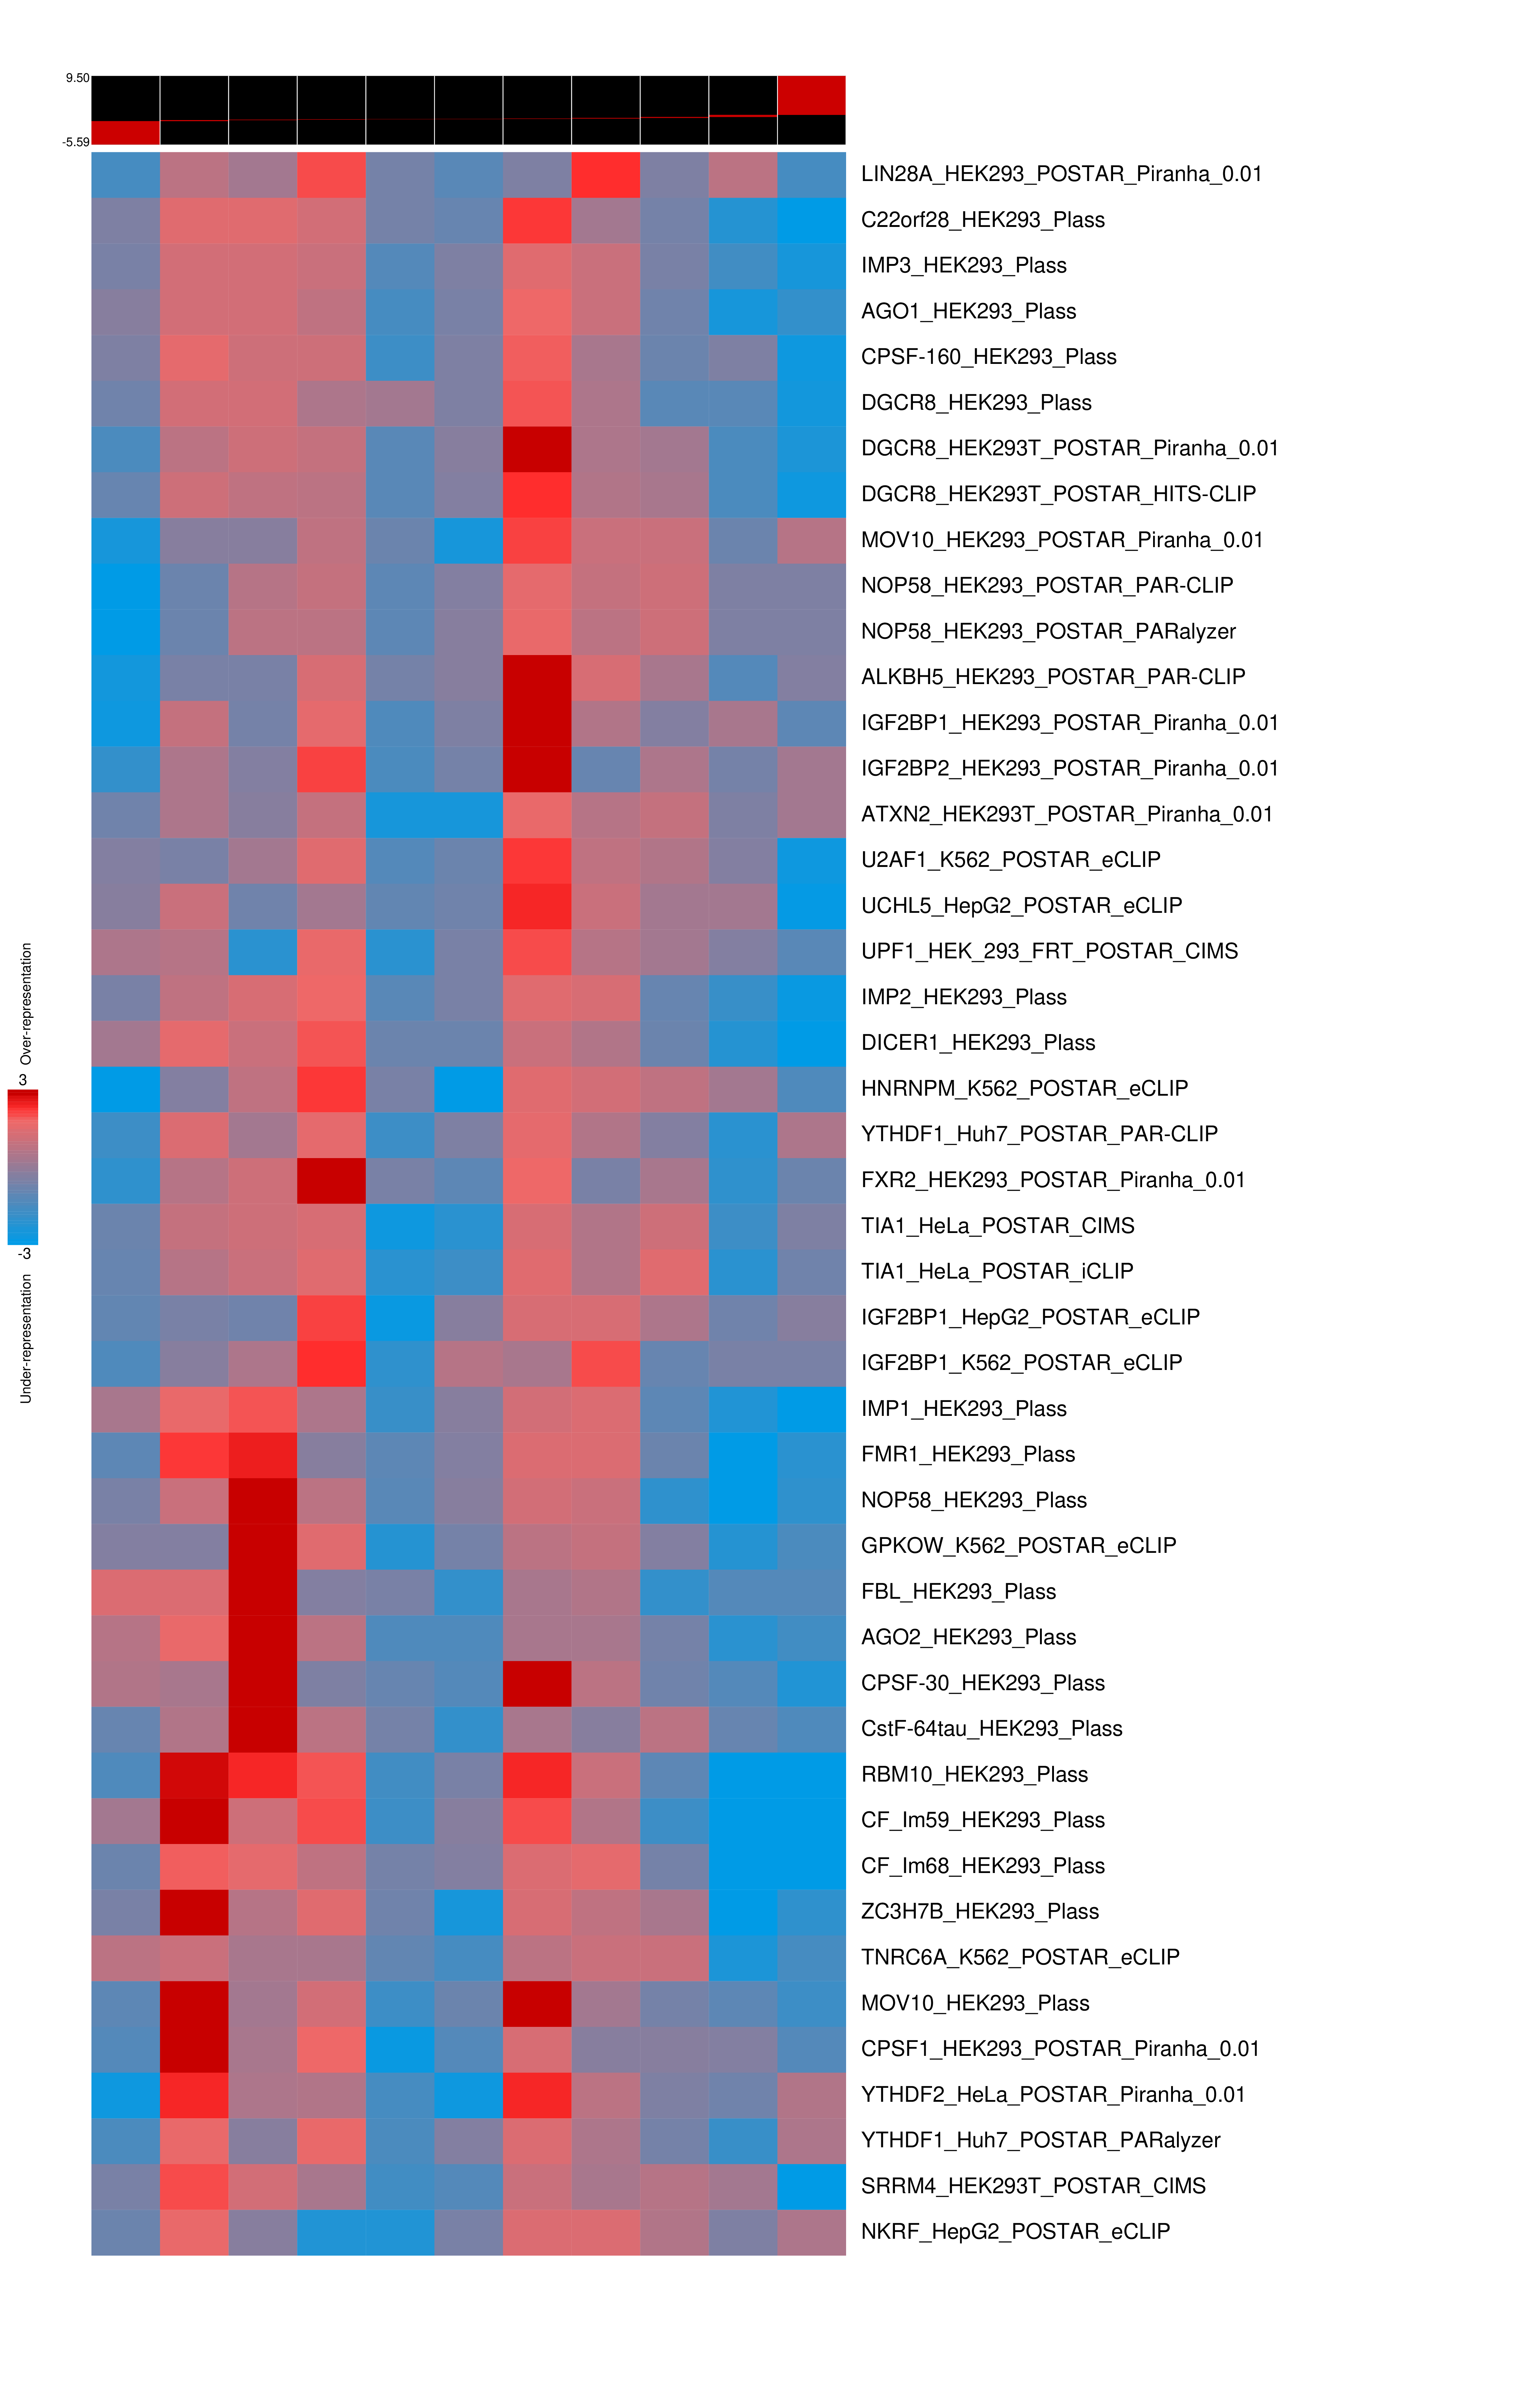 9.50
-5.59
LIN28A_HEK293_POSTAR_Piranha_0.01
C22orf28_HEK293_Plass
IMP3_HEK293_Plass
AGO1_HEK293_Plass
CPSF-160_HEK293_Plass
DGCR8_HEK293_Plass
DGCR8_HEK293T_POSTAR_Piranha_0.01
DGCR8_HEK293T_POSTAR_HITS-CLIP
MOV10_HEK293_POSTAR_Piranha_0.01
NOP58_HEK293_POSTAR_PAR-CLIP
NOP58_HEK293_POSTAR_PARalyzer
ALKBH5_HEK293_POSTAR_PAR-CLIP
IGF2BP1_HEK293_POSTAR_Piranha_0.01
IGF2BP2_HEK293_POSTAR_Piranha_0.01
ATXN2_HEK293T_POSTAR_Piranha_0.01
U2AF1_K562_POSTAR_eCLIP
UCHL5_HepG2_POSTAR_eCLIP
UPF1_HEK_293_FRT_POSTAR_CIMS
IMP2_HEK293_Plass
DICER1_HEK293_Plass
HNRNPM_K562_POSTAR_eCLIP
YTHDF1_Huh7_POSTAR_PAR-CLIP
FXR2_HEK293_POSTAR_Piranha_0.01
TIA1_HeLa_POSTAR_CIMS
TIA1_HeLa_POSTAR_iCLIP
IGF2BP1_HepG2_POSTAR_eCLIP
IGF2BP1_K562_POSTAR_eCLIP
IMP1_HEK293_Plass
FMR1_HEK293_Plass
NOP58_HEK293_Plass
GPKOW_K562_POSTAR_eCLIP
FBL_HEK293_Plass
AGO2_HEK293_Plass
CPSF-30_HEK293_Plass
CstF-64tau_HEK293_Plass
RBM10_HEK293_Plass
CF_Im59_HEK293_Plass
CF_Im68_HEK293_Plass
ZC3H7B_HEK293_Plass
TNRC6A_K562_POSTAR_eCLIP
MOV10_HEK293_Plass
CPSF1_HEK293_POSTAR_Piranha_0.01
YTHDF2_HeLa_POSTAR_Piranha_0.01
YTHDF1_Huh7_POSTAR_PARalyzer
SRRM4_HEK293T_POSTAR_CIMS
NKRF_HepG2_POSTAR_eCLIP
Over-representation
3
-3
Under-representation